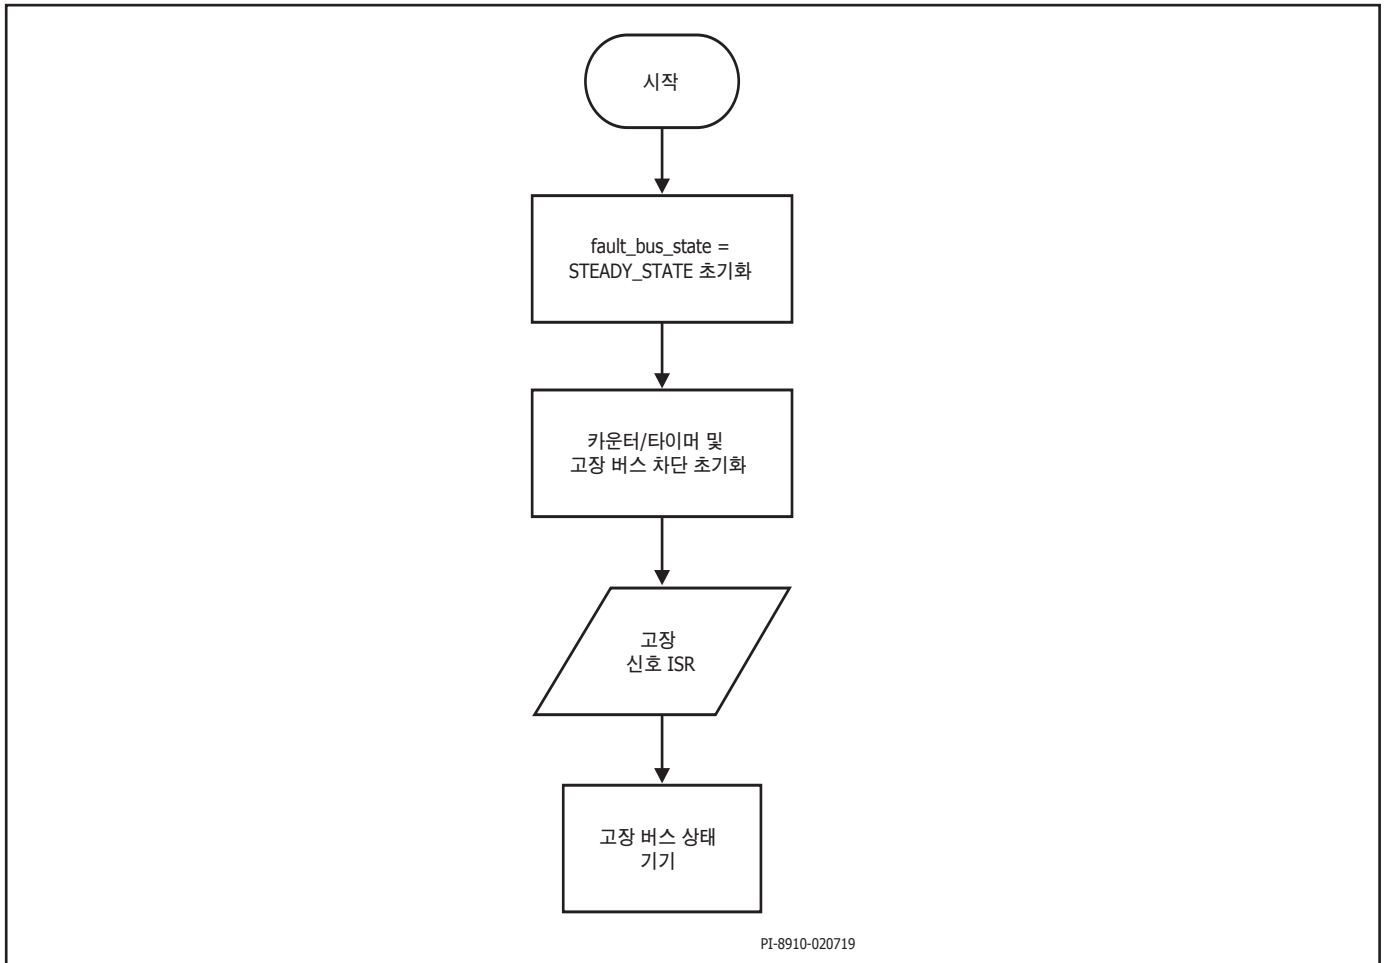 시작
fault_bus_state =
STEADY_STATE 초기화
카운터/타이머 및
고장 버스 차단 초기화
고장
신호 ISR
고장 버스 상태
기기
PI-8910-020719